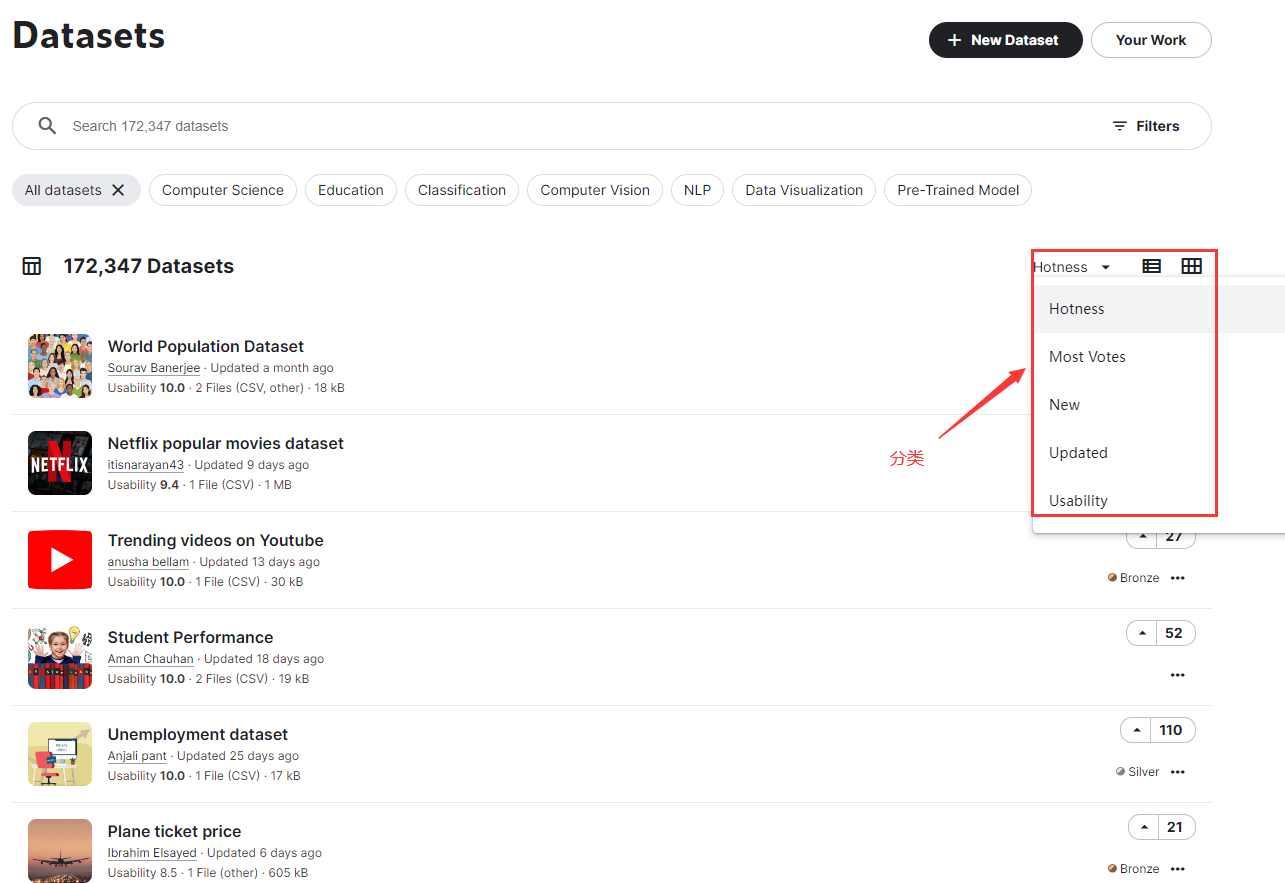 Datasets
New Dataset
Your Work
Search 172,347 datasets
Filters
All datasets
Computer Science
Education
Classification
Computer Vision
NLP
Data Visualization
Pre-Trained Model
172,347 Datasets
Hotness
Hotness
Most Votes
New
Updated
Usability
分类
World Population Dataset
Sourav Banerjee · Updated a month ago
Usability 10.0 · 2 Files (CSV, other) · 18 kB
NETFLIX
Netflix popular movies dataset
itisnarayan43 · Updated 9 days ago
Usability 9.4 · 1 File (CSV) · 1 MB
Trending videos on Youtube
anusha bellam · Updated 13 days ago
Usability 10.0 · 1 File (CSV) · 30 kB
27
Bronze
Student Performance
Aman Chauhan · Updated 18 days ago
Usability 10.0 · 2 Files (CSV) · 19 kB
52
Unemployment dataset
Anjali pant · Updated 25 days ago
Usability 10.0 · 1 File (CSV) · 17 kB
110
Silver
Plane ticket price
Ibrahim Elsayed · Updated 6 days ago
Usability 8.5 · 1 File (other) · 605 kB
21
Bronze